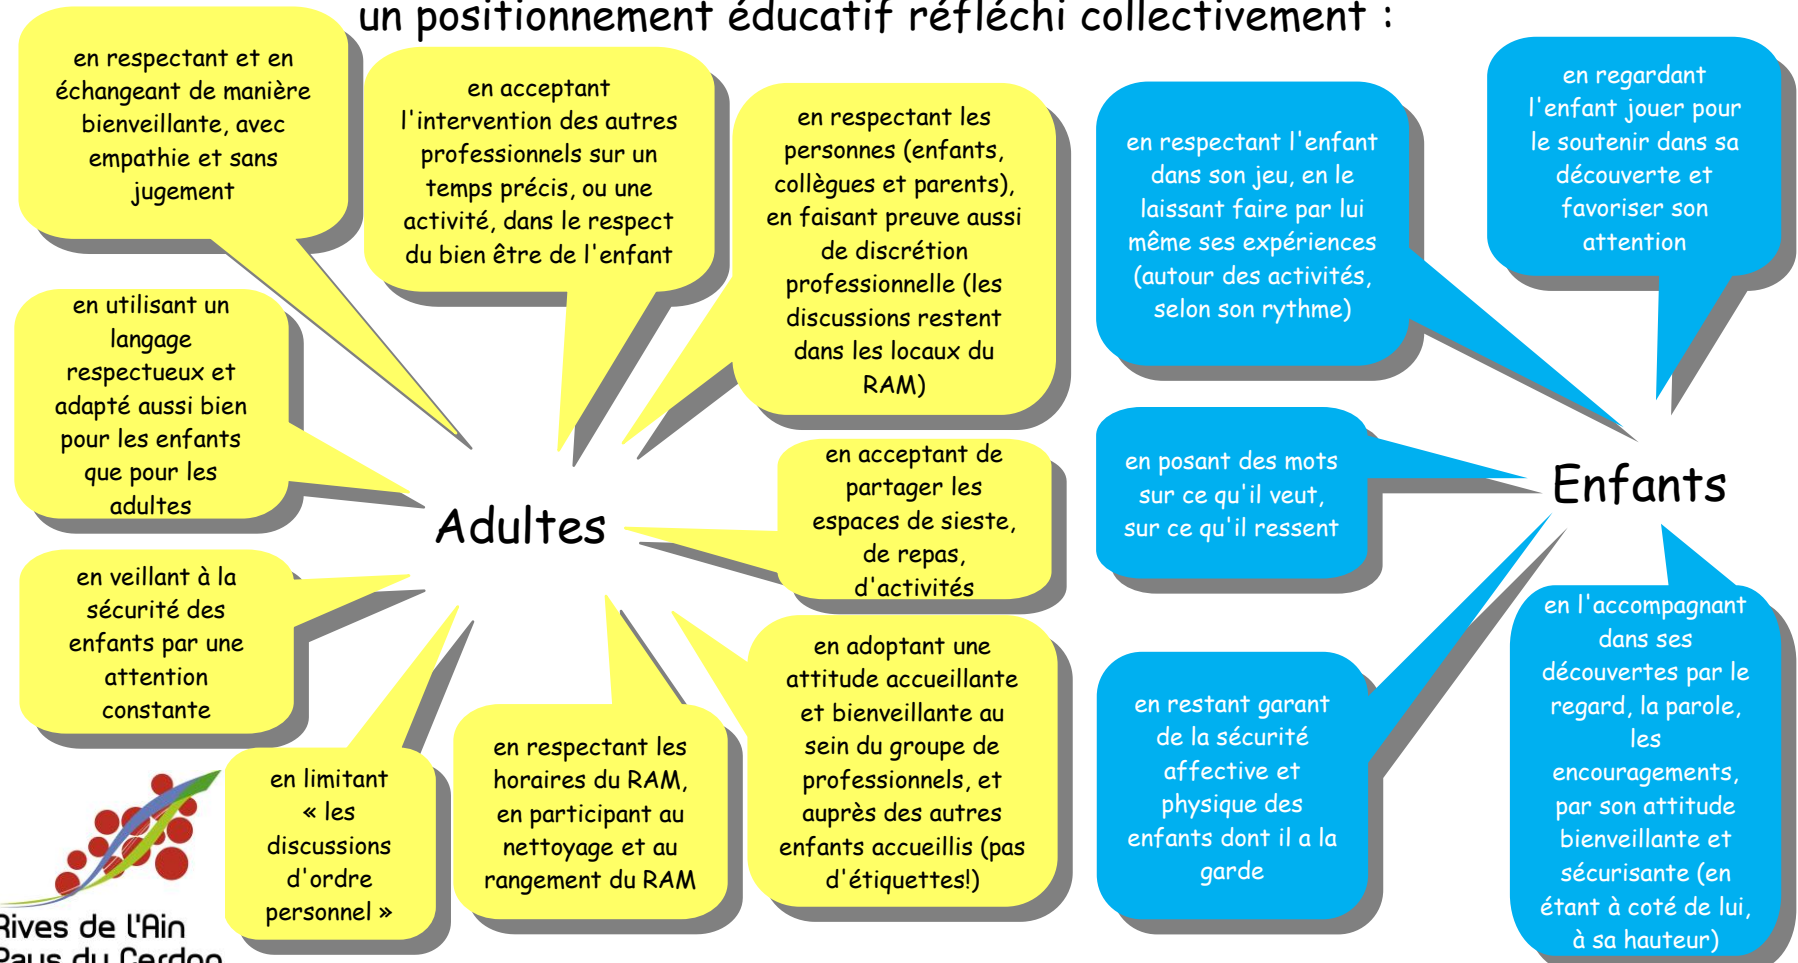 un positionnement éducatif réfléchi collectivement :
en respectant et en
échangeant de manière
bienveillante, avec
empathie et sans
jugement
en acceptant
l'intervention des autres
professionnels sur un
temps précis, ou une
activité, dans le respect
du bien être de l'enfant
en respectant les
personnes (enfants,
collègues et parents),
en faisant preuve aussi
de discrétion
professionnelle (les
discussions restent
dans les locaux du
RAM)
en utilisant un
langage
respectueux et
adapté aussi bien
pour les enfants
que pour les
adultes
Adultes
en acceptant de
partager les
espaces de sieste,
de repas,
d'activités
en veillant à la
sécurité des
enfants par une
attention
constante
en limitant
« les
discussions
d'ordre
personnel »
en respectant les
horaires du RAM,
en participant au
nettoyage et au
rangement du RAM
en adoptant une
attitude accueillante
et bienveillante au
sein du groupe de
professionnels, et
auprès des autres
enfants accueillis (pas
d'étiquettes!)
en respectant l'enfant
dans son jeu, en le
laissant faire par lui
même ses expériences
(autour des activités,
selon son rythme)
en regardant
l'enfant jouer pour
le soutenir dans sa
découverte et
favoriser son
attention
en posant des mots
sur ce qu'il veut,
sur ce qu'il ressent
Enfants
en restant garant
de la sécurité
affective et
physique des
enfants dont il a la
garde
en l'accompagnant
dans ses
découvertes par le
regard, la parole,
les
encouragements,
par son attitude
bienveillante et
sécurisante (en
étant à coté de lui,
à sa hauteur)
Rives de l'Ain
Pays du Cerdon